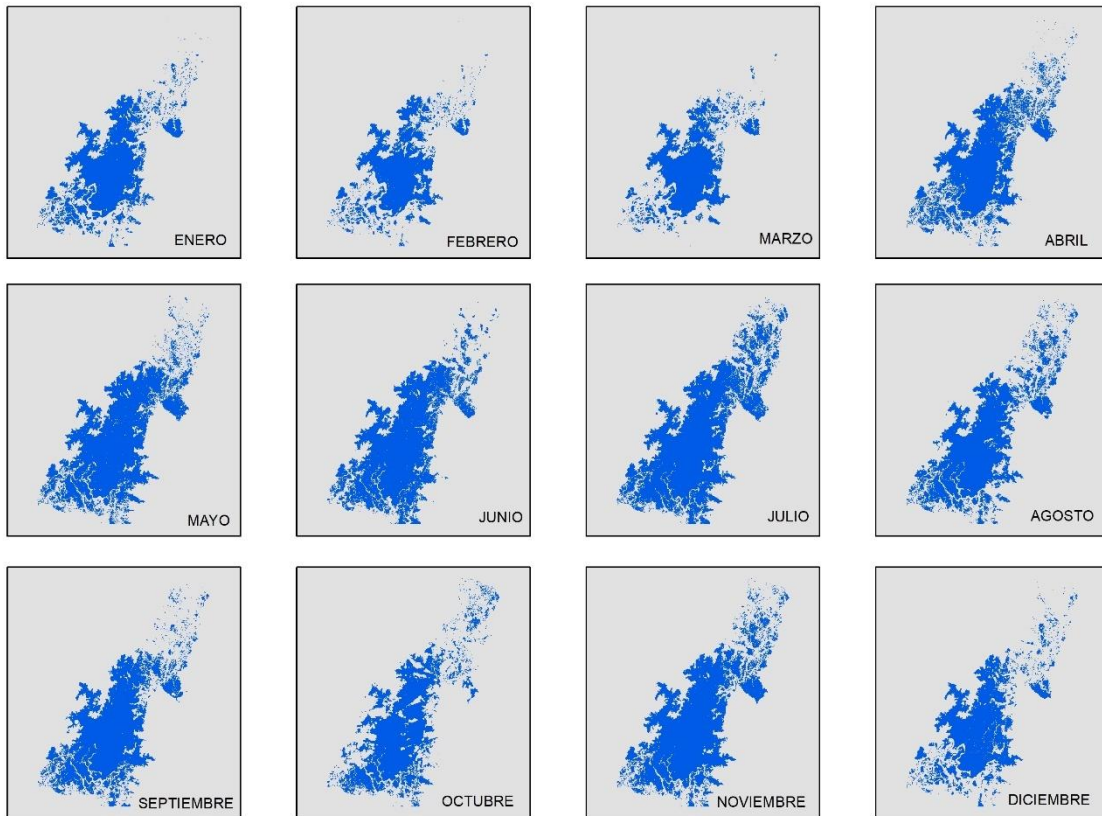 ENERO
FEBRERO
MARZO
ABRIL
MAYO
JUNIO
JULIO
AGOSTO
SEPTIEMBRE
OCTUBRE
NOVIEMBRE
DICIEMBRE